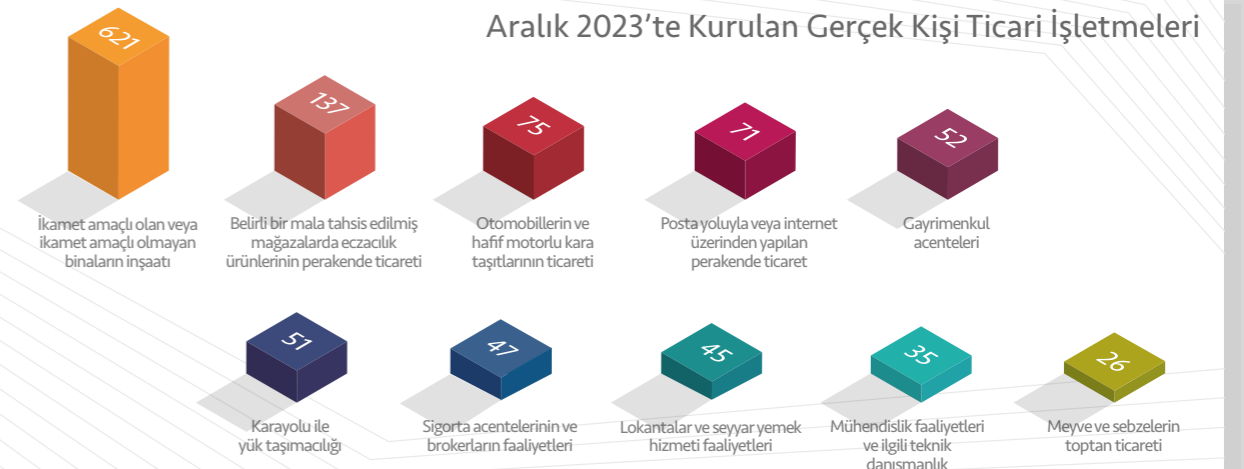 Aralık 2023’te Kurulan Gerçek Kişi Ticari İşletmeleri
621
137
75
71
52
İkamet amaçlı olan veya
ikamet amaçlı olmayan
binaların inşaatı
Belirli bir mala tahsis edilmiş
mağazalarda eczacılık
ürünlerinin perakende ticareti
Otomobillerin ve
hafif motorlu kara
taşıtlarının ticareti
Posta yoluyla veya internet
üzerinden yapılan
perakende ticaret
Gayrimenkul
acenteleri
51
47
45
35
26
Karayolu ile
yük taşımacılığı
Sigorta acentelerinin ve
brokerların faaliyetleri
Lokantalar ve seyyar yemek
hizmeti faaliyetleri
Mühendislik faaliyetleri
ve ilgili teknik
danışmanlık
Meyve ve sebzelerin
toptan ticareti